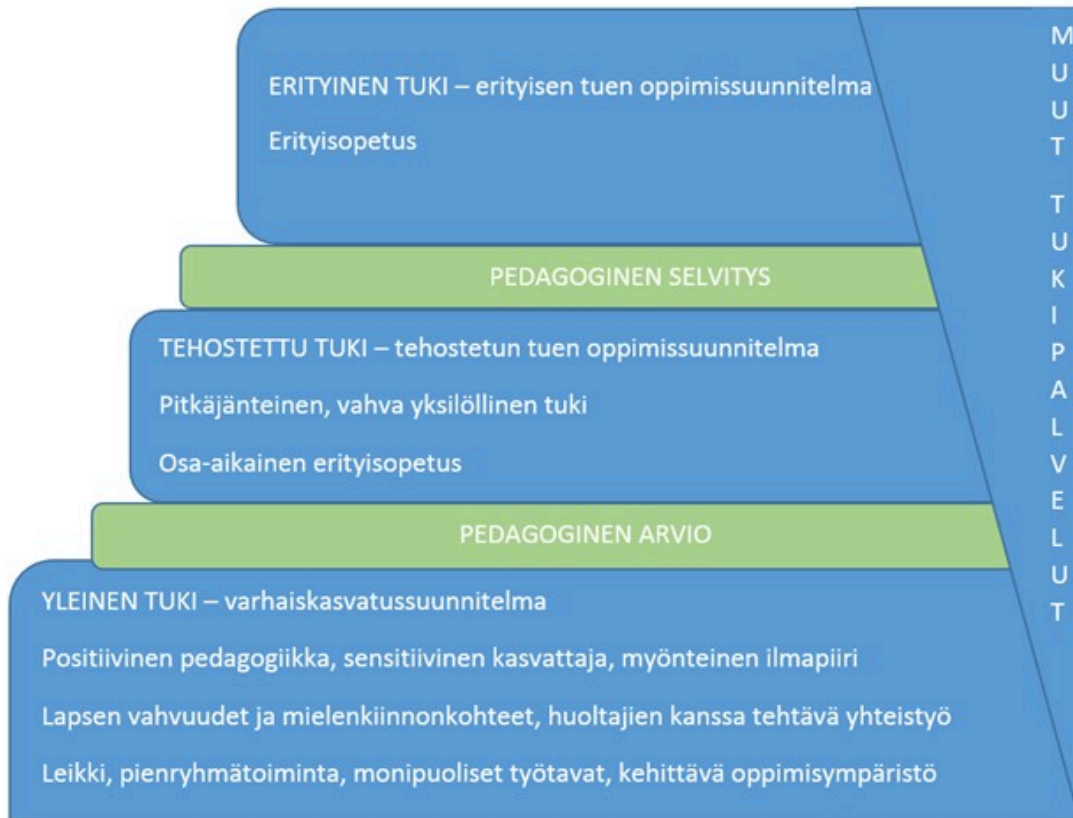 ERITYINEN TUKI – erityisen tuen oppimissuunnitelma
Erityisopetus
PEDAGOGINEN SELVITYS
TEHOSTETTU TUKI – tehostetun tuen oppimissuunnitelma
Pitkäjänteinen, vahva yksilöllinen tuki
Osa-aikainen erityisopetus
PEDAGOGINEN ARVIO
YLEINEN TUKI – varhaiskasvatussuunnitelma
Positiivinen pedagogiikka, sensitiivinen kasvattaja, myönteinen ilmapiiri
Lapsen vahvuudet ja mielenkiinnonkohteet, huoltajien kanssa tehtävä yhteistyö
Leikki, pienryhmätoiminta, monipuoliset työtavat, kehittävä oppimisympäristö
MUUT TUKIPALVELUT